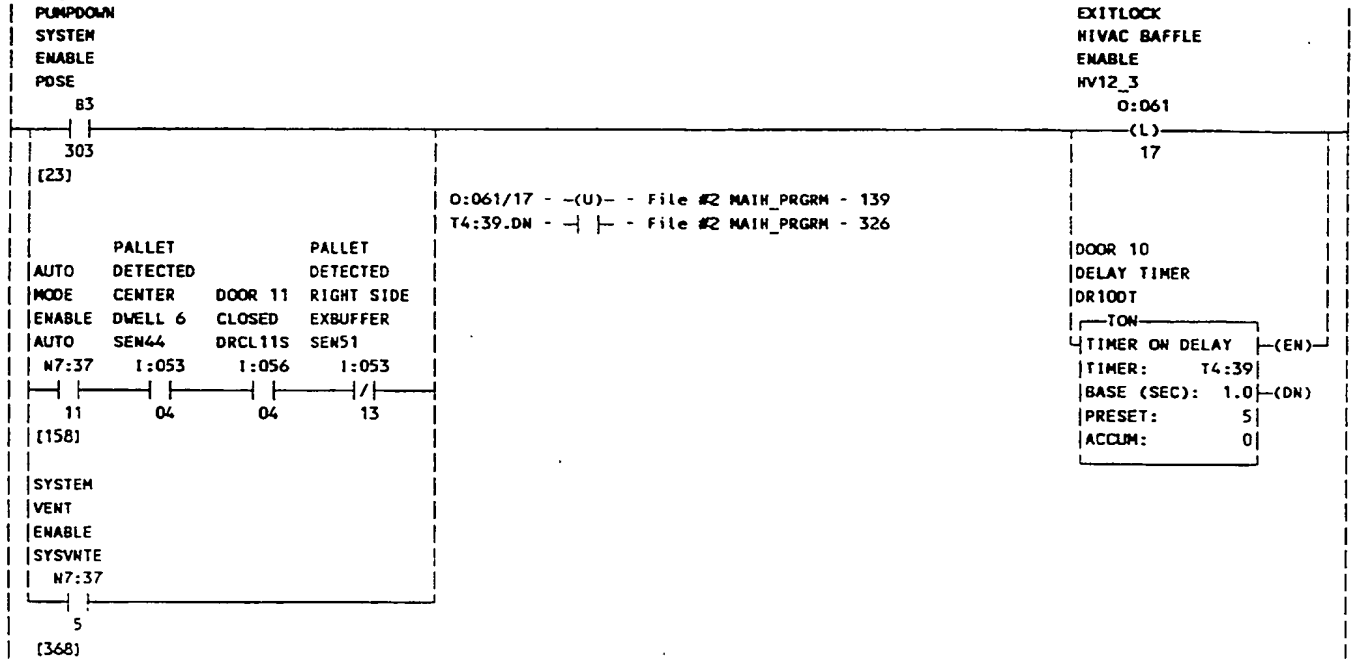 PUMPDOWN
SYSTEM
ENABLE
PDSE
B3
303
[23]
EXITLOCK
HIVAC BAFFLE
ENABLE
HV12_3
O:061
(L)
17
O:061/17 - -(U)- - File #2 MAIN_PRGRM - 139
T4:39.DN - -| |- - File #2 MAIN_PRGRM - 326
PALLET PALLET
AUTO DETECTED DETECTED
MODE CENTER DOOR 11 RIGHT SIDE
ENABLE DWELL 6 CLOSED EXBUFFER
AUTO SEN44 DRCL11S SEN51
N7:37 I:053 I:056 I:053
11 04 04 13
[158]
DOOR 10
DELAY TIMER
DR10DT
TON
TIMER ON DELAY (EN)
TIMER: T4:39
BASE (SEC): 1.0 (DN)
PRESET: 5
ACCUM: 0
SYSTEM
VENT
ENABLE
SYSVNTE
N7:37
5
[368]